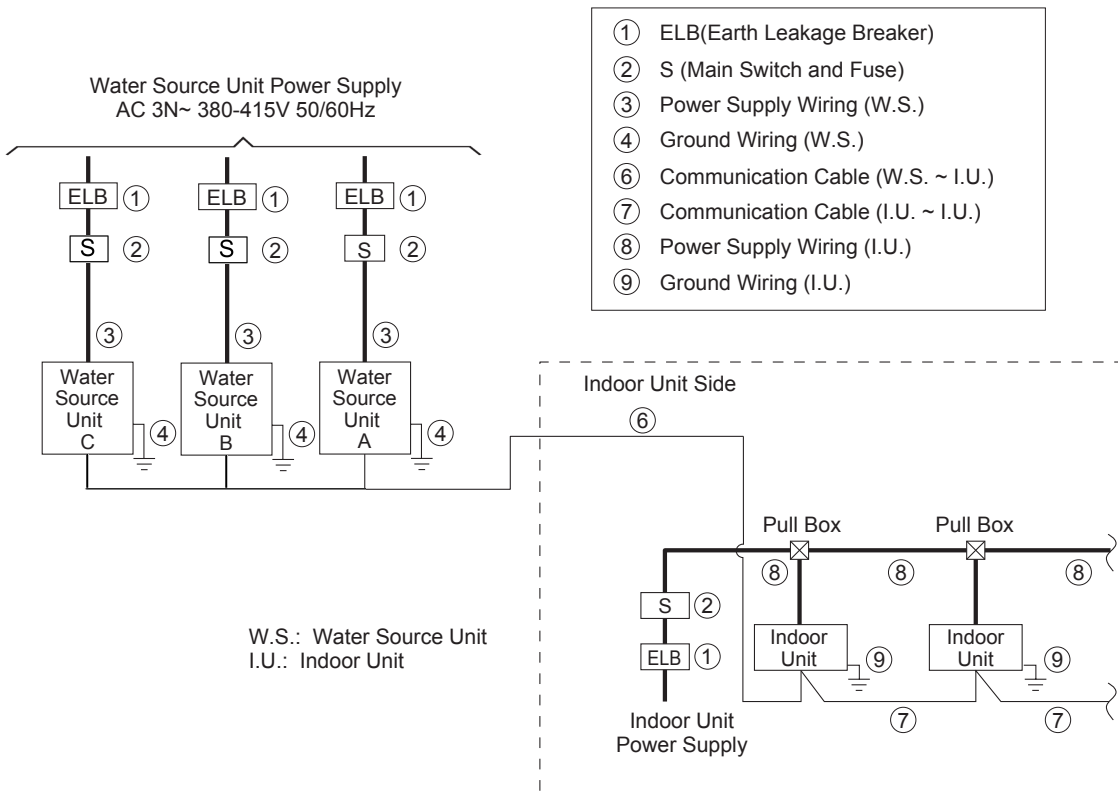 ① ELB(Earth Leakage Breaker)
② S (Main Switch and Fuse)
③ Power Supply Wiring (W.S.)
④ Ground Wiring (W.S.)
⑥ Communication Cable (W.S. ~ I.U.)
⑦ Communication Cable (I.U. ~ I.U.)
⑧ Power Supply Wiring (I.U.)
⑨ Ground Wiring (I.U.)
Water Source Unit Power Supply
AC 3N~ 380-415V 50/60Hz
ELB ① ELB ① ELB ①
S ② S ② S ②
③ ③ ③
Water
Source
Unit
C
④
Water
Source
Unit
B
④
Water
Source
Unit
A
④
Indoor Unit Side
⑥
Pull Box Pull Box
⑧ ⑧ ⑧
S ②
ELB ①
Indoor
Unit
⑨
Indoor
Unit
⑨
⑦ ⑦
Indoor Unit
Power Supply
W.S.: Water Source Unit
I.U.: Indoor Unit